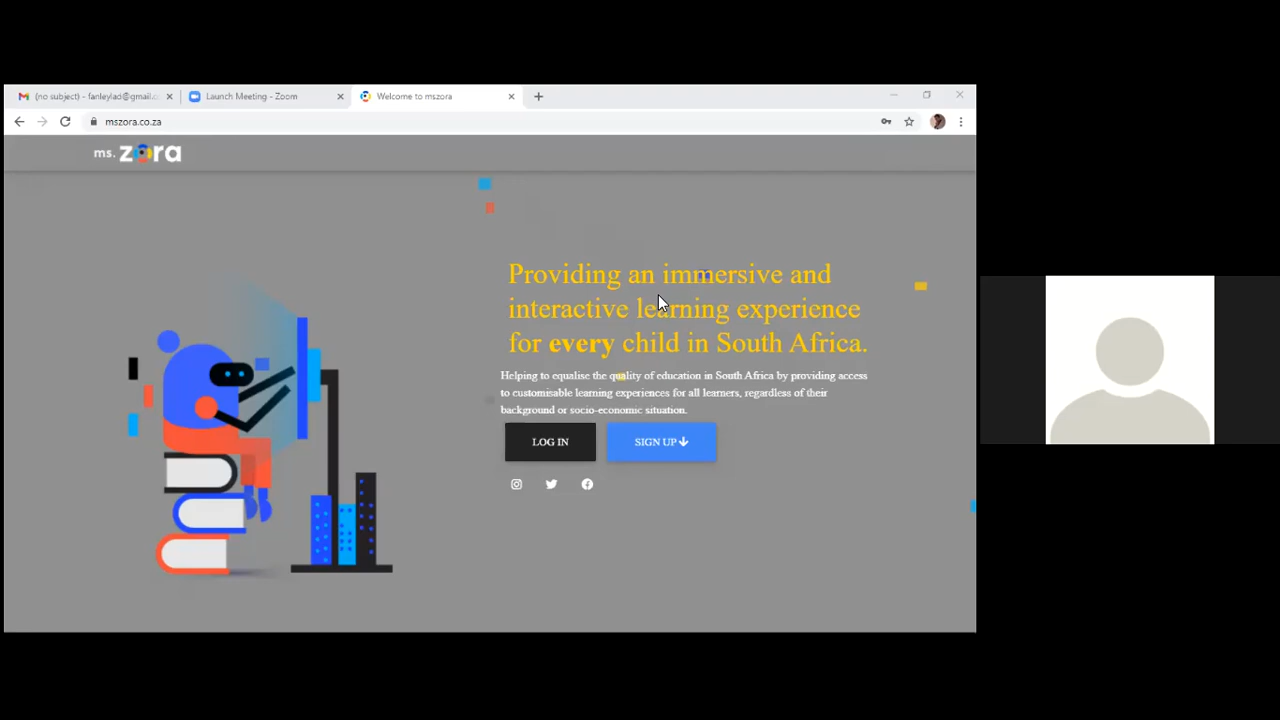 (no subject) - fanleylad@gmail.c
Launch Meeting - Zoom
Welcome to mszora
mszora.co.za
ms. zora
Providing an immersive and
interactive learning experience
for every child in South Africa.
Helping to equalise the quality of education in South Africa by providing access
to customisable learning experiences for all learners, regardless of their
background or socio-economic situation.
LOG IN
SIGN UP